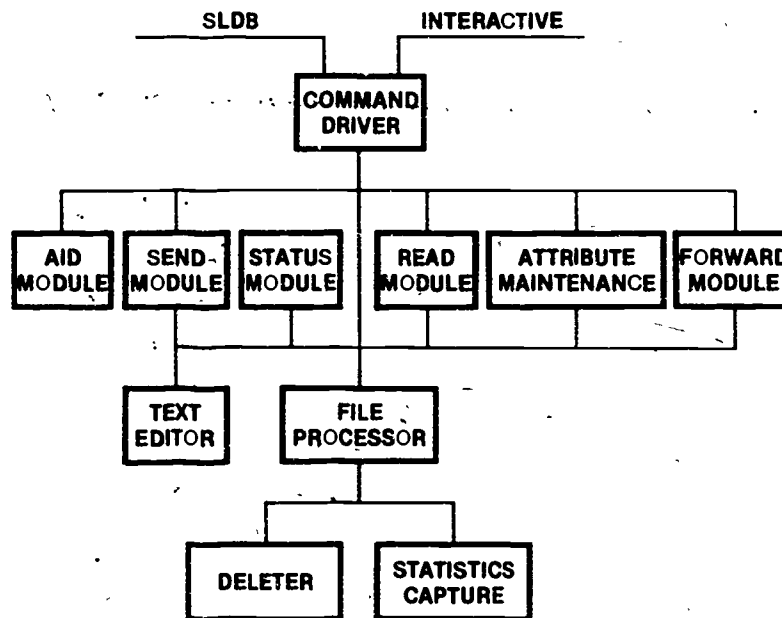 SLDB
INTERACTIVE
COMMAND
DRIVER
AID
MODULE
SEND
MODULE
STATUS
MODULE
READ
MODULE
ATTRIBUTE
MAINTENANCE
FORWARD
MODULE
TEXT
EDITOR
FILE
PROCESSOR
DELETER
STATISTICS
CAPTURE